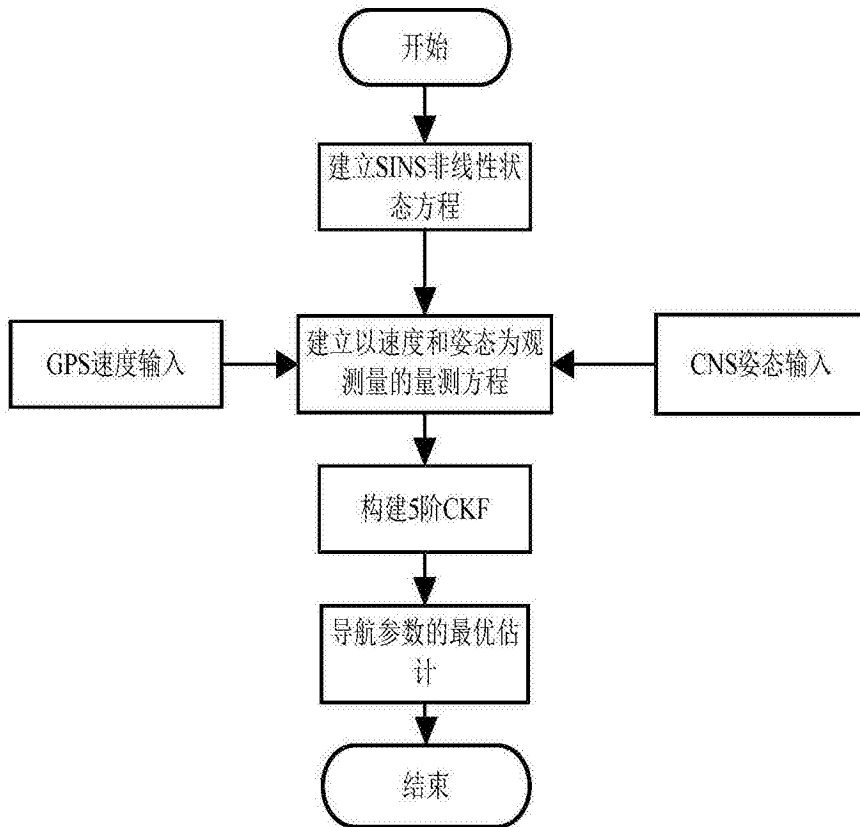 开始
建立SINS非线性状
态方程
GPS速度输入
建立以速度和姿态为观
测量的量测方程
CNS姿态输入
构建5阶CKF
导航参数的最优估
计
结束